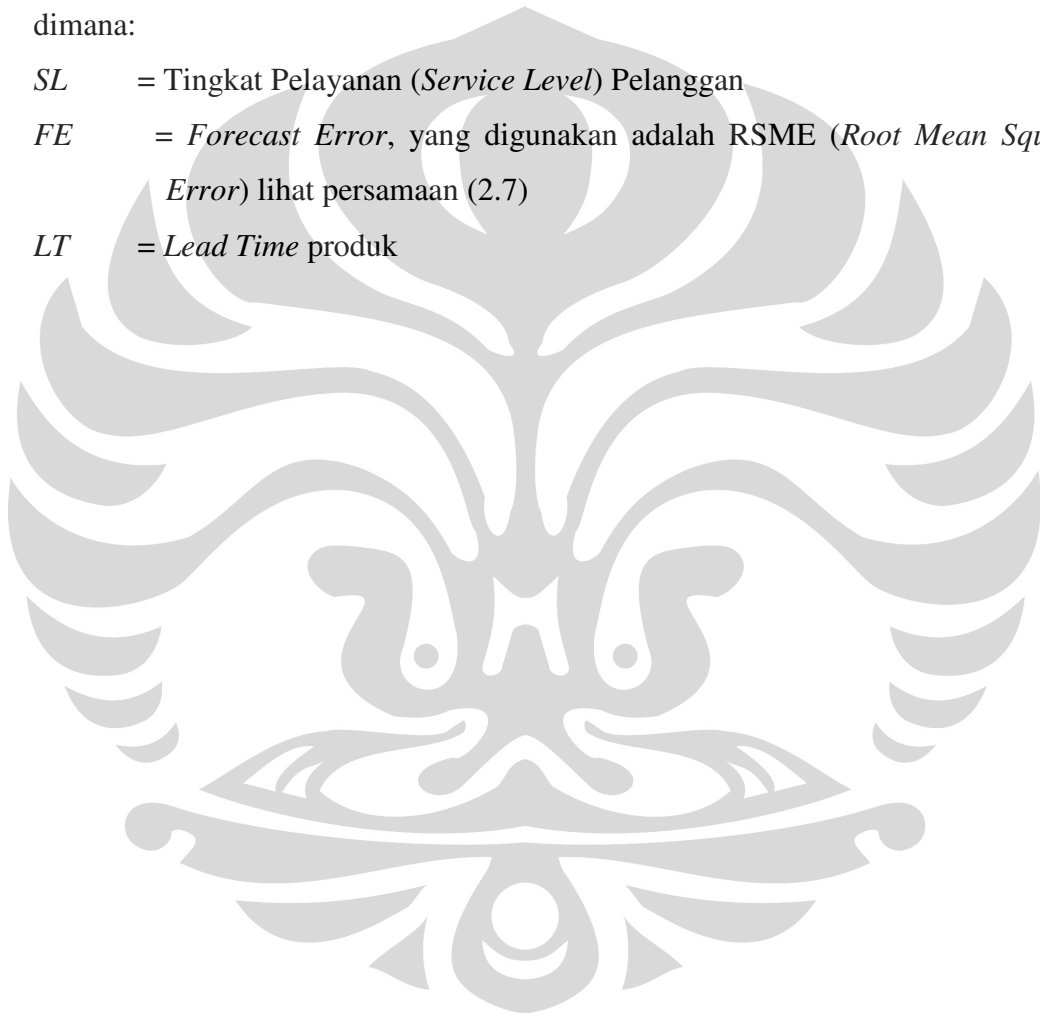 dimana:
SL = Tingkat Pelayanan (Service Level) Pelanggan
FE = Forecast Error, yang digunakan adalah RSME (Root Mean Squ
Error) lihat persamaan (2.7)
LT = Lead Time produk